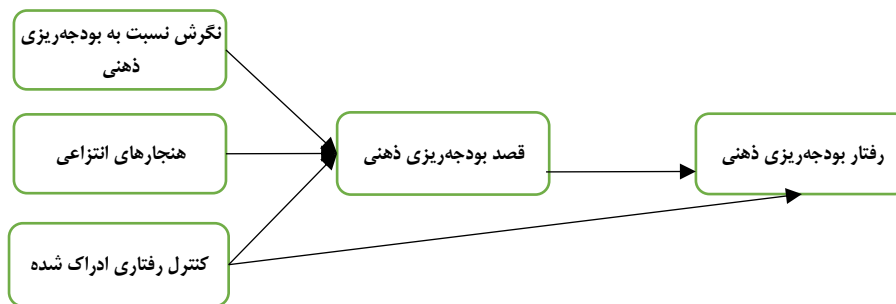 نگرش نسبت به بودجه‌ریزی
ذهنی
هنجارهای انتزاعی
کنترل رفتاری ادراک شده
قصد بودجه‌ریزی ذهنی
رفتار بودجه‌ریزی ذهنی